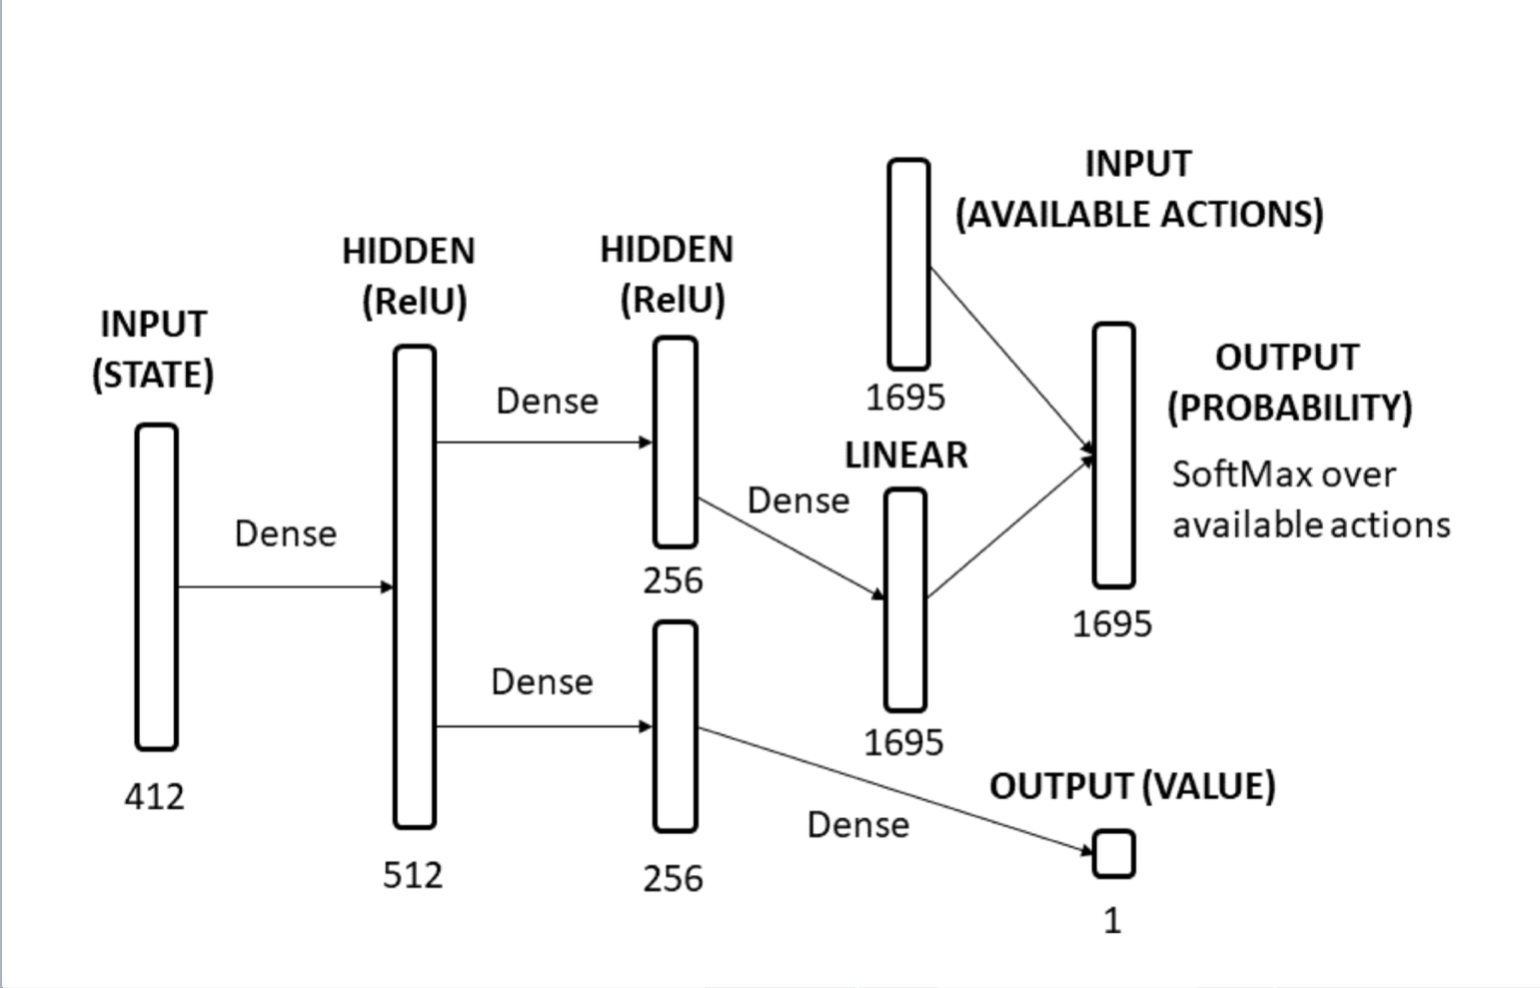 INPUT
(STATE)
412
Dense
HIDDEN
(RelU)
512
Dense
Dense
HIDDEN
(RelU)
256
256
Dense
Dense
INPUT
(AVAILABLE ACTIONS)
1695
LINEAR
1695
OUTPUT
(PROBABILITY)
SoftMax over
available actions
1695
OUTPUT (VALUE)
1